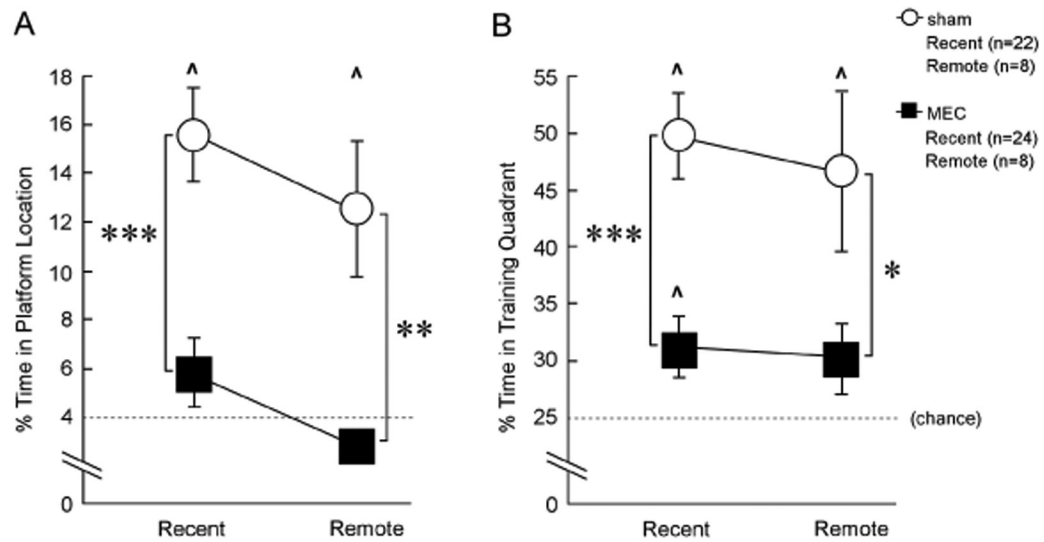 A
% Time in Platform Location
18
16
14
12
10
8
6
4
0
^
^
***
**
Recent
Remote
B
% Time in Training Quadrant
55
50
45
40
35
30
25
0
^
^
^
***
*
(chance)
Recent
Remote
sham
Recent (n=22)
Remote (n=8)
MEC
Recent (n=24)
Remote (n=8)